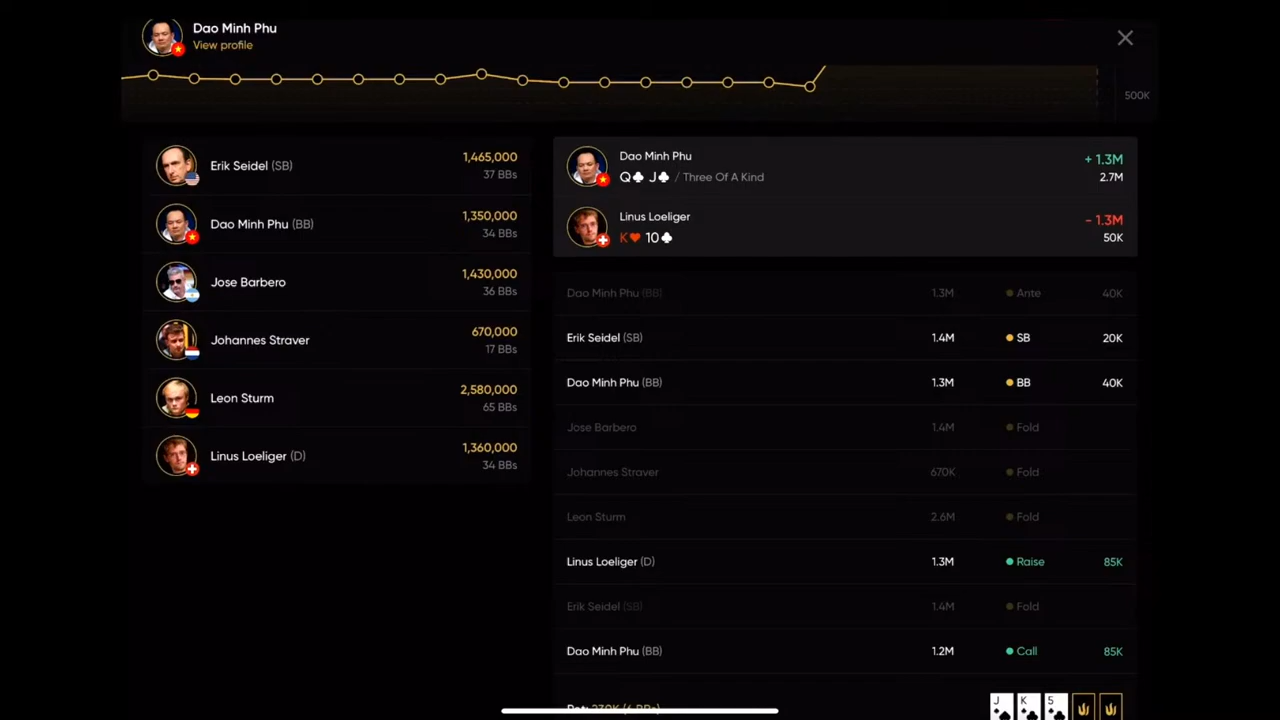 Dao Minh Phu
View profile
500K
Erik Seidel (SB)
1,465,000
37 BBs
Dao Minh Phu (BB)
1,350,000
34 BBs
Jose Barbero
1,430,000
36 BBs
Johannes Straver
670,000
17 BBs
Leon Sturm
2,580,000
65 BBs
Linus Loeliger (D)
1,360,000
34 BBs
Dao Minh Phu
+ 1.3M
Q♣ J♣ / Three Of A Kind
2.7M
Linus Loeliger
- 1.3M
K♥ 10♣
50K
Dao Minh Phu (BB) 1.3M Ante 40K
Erik Seidel (SB) 1.4M SB 20K
Dao Minh Phu (BB) 1.3M BB 40K
Jose Barbero 1.4M Fold
Johannes Straver 670K Fold
Leon Sturm 2.6M Fold
Linus Loeliger (D) 1.3M Raise 85K
Erik Seidel (SB) 1.4M Fold
Dao Minh Phu (BB) 1.2M Call 85K
Pot: 230K (6 BBs)
J K 5